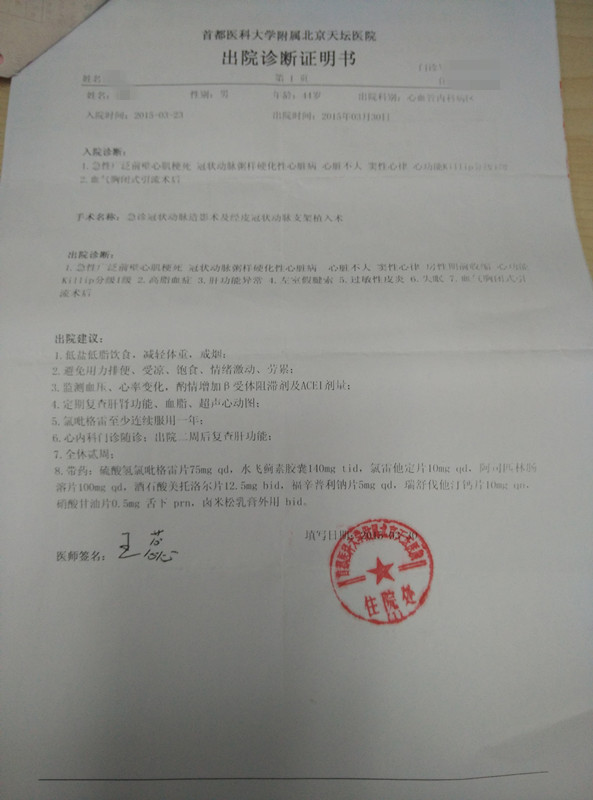 首都医科大学附属北京天坛医院
出院诊断证明书
门诊
姓名
第 1 页
姓名: 性别: 男 年龄: 41岁 出院科别: 心血管内科病区
入院时间: 2015-03-23 出院时间: 2015年03月30日
入院诊断:
1.急性广泛前壁心肌梗死 冠状动脉粥样硬化性心脏病 心脏不大 窦性心律 心功能Killip分级I级
2.血气胸闭式引流术后
手术名称: 急诊冠状动脉造影术及经皮冠状动脉支架植入术
出院诊断:
1.急性广泛前壁心肌梗死 冠状动脉粥样硬化性心脏病 心脏不大 窦性心律 房性期前收缩 心功能
Killip分级I级 2.高脂血症 3.肝功能异常 4.左室假腱索 5.过敏性皮炎 6.失眠 7.血气胸闭式引
流术后
出院建议:
1.低盐低脂饮食，减轻体重，戒烟;
2.避免用力排便、受凉、饱食、情绪激动、劳累;
3.监测血压、心率变化，酌情增加β受体阻滞剂及ACEI剂量;
4.定期复查肝肾功能、血脂、超声心动图;
5.氯吡格雷至少连续服用一年;
6.心内科门诊随诊; 出院二周后复查肝功能;
7.全休贰周;
8.带药: 硫酸氢氯吡格雷片75mg qd, 水飞蓟素胶囊140mg tid, 氯雷他定片10mg qd, 阿司匹林肠
溶片100mg qd, 酒石酸美托洛尔片12.5mg bid, 福辛普利钠片5mg qd, 瑞舒伐他汀钙片10mg qn,
硝酸甘油片0.5mg 舌下 prn, 卤米松乳膏外用 bid.
填写日期:
医师签名: 王
首都医科大学附属北京天坛医院
住院处
(1)